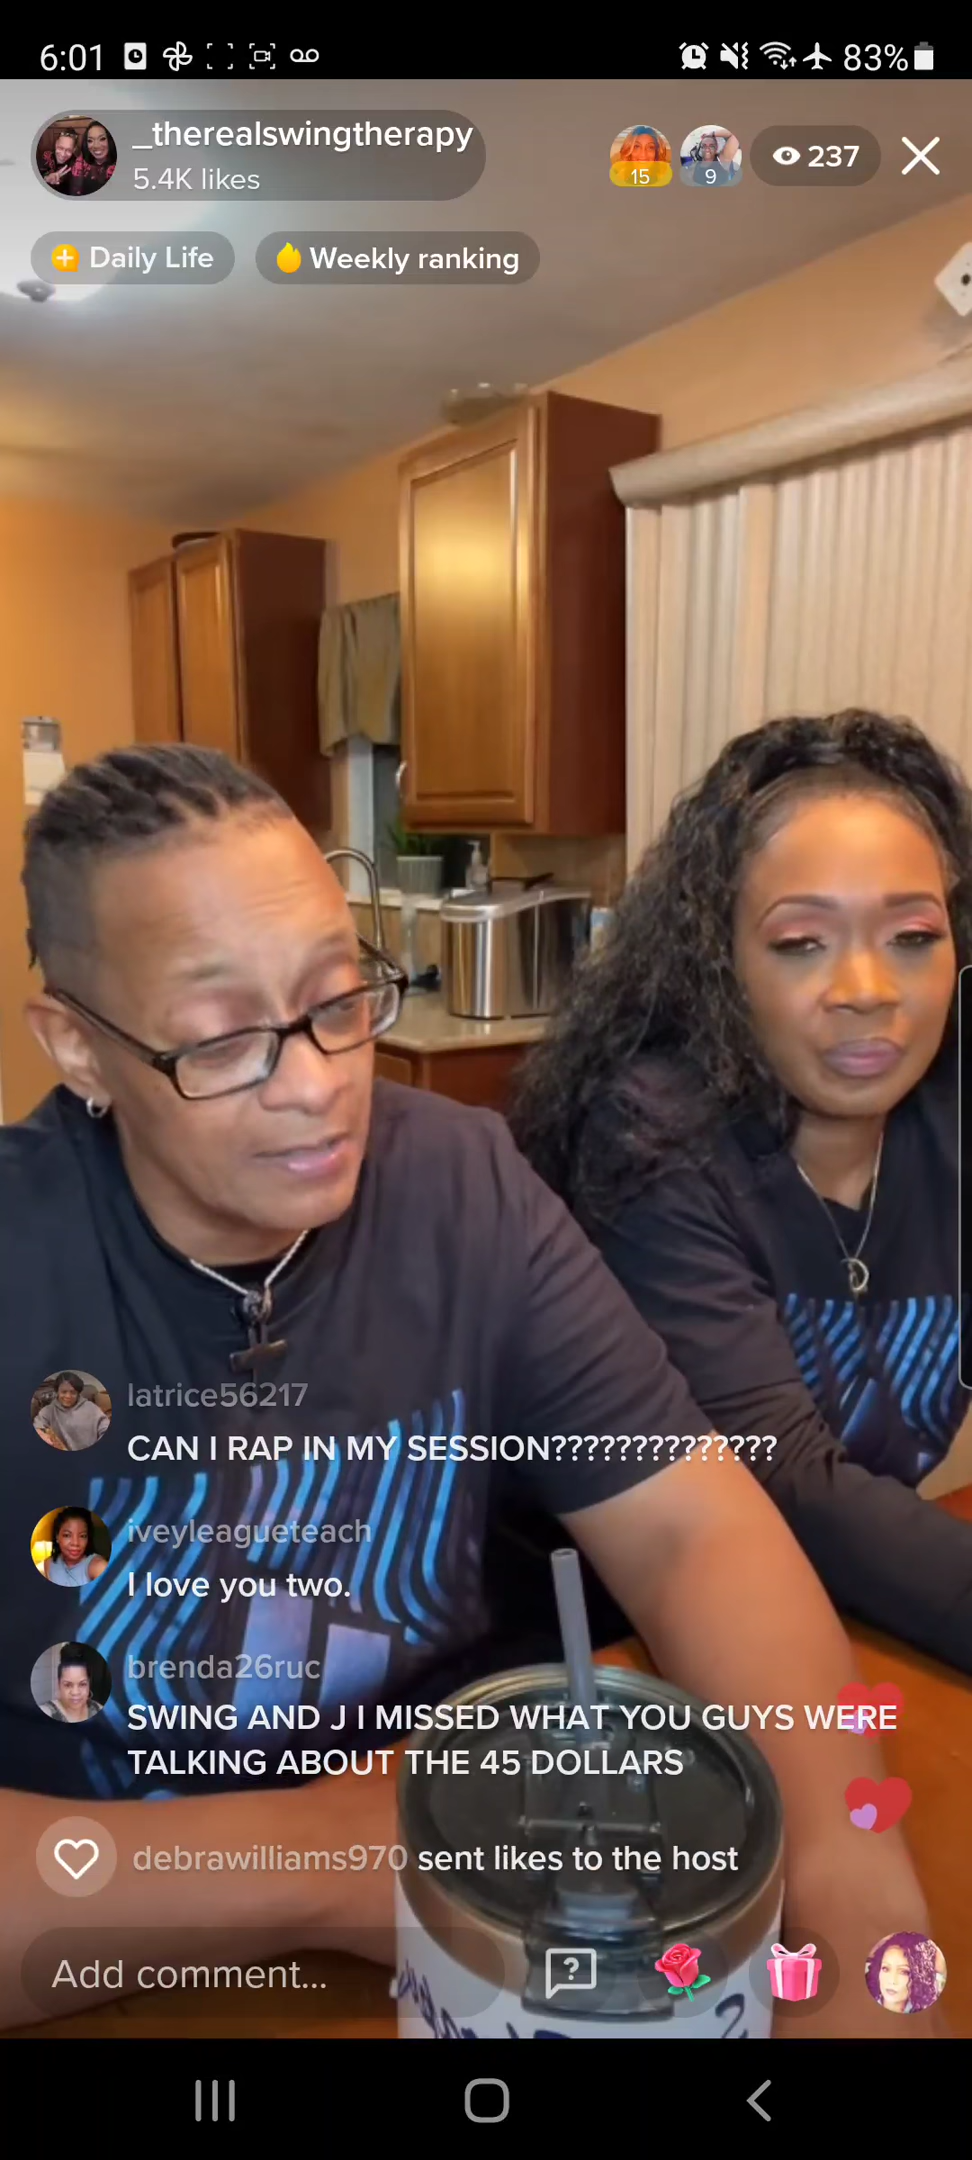 6:01
83%
_therealswingtherapy
5.4K likes
15
9
237
Daily Life
Weekly ranking
latrice56217
CAN I RAP IN MY SESSION??????????????
iveyleagueteach
I love you two.
brenda26ruc
SWING AND J I MISSED WHAT YOU GUYS WERE
TALKING ABOUT THE 45 DOLLARS
debrawilliams970 sent likes to the host
Add comment...